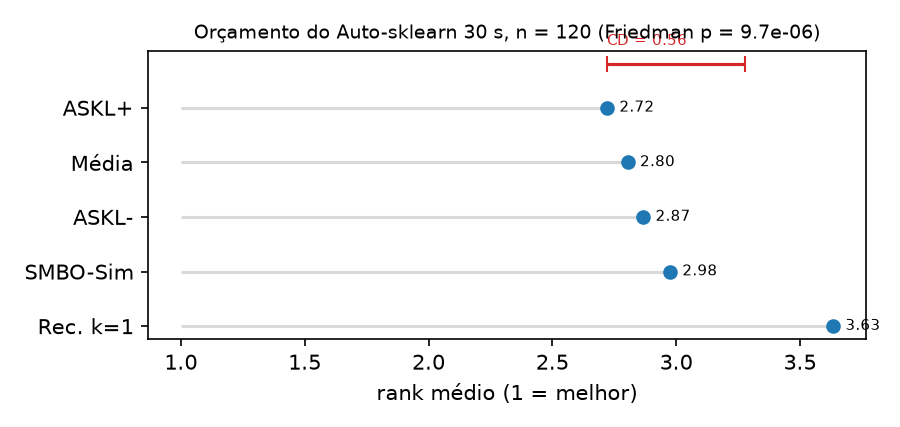 Orçamento do Auto-sklearn 30 s, n = 120 (Friedman p = 9.7e-06)
CD = 0.56
ASKL+ 2.72
Média 2.80
ASKL- 2.87
SMBO-Sim 2.98
Rec. k=1 3.63
1.0 1.5 2.0 2.5 3.0 3.5
rank médio (1 = melhor)